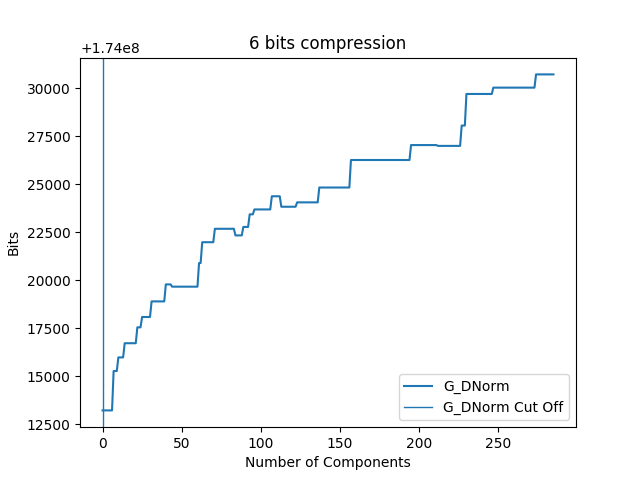 6 bits compression
+1.74e8
30000
27500
25000
22500
20000
17500
15000
12500
Bits
0 50 100 150 200 250
Number of Components
G_DNorm
G_DNorm Cut Off